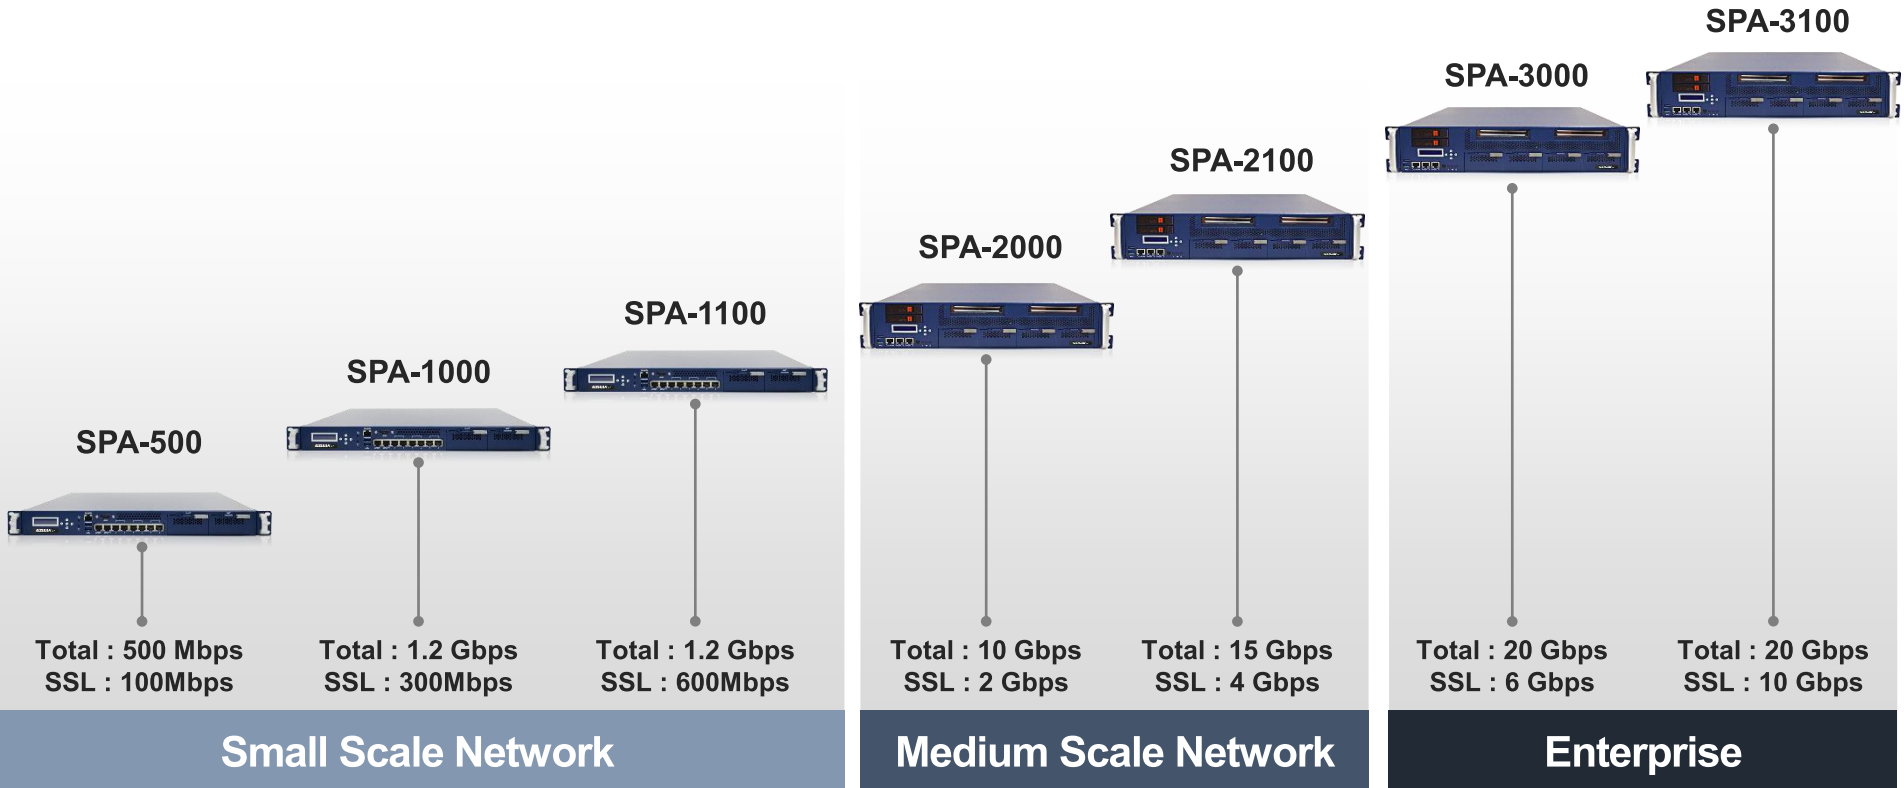 SPA-500
Total : 500 Mbps
SSL : 100Mbps
SPA-1000
Total : 1.2 Gbps
SSL : 300Mbps
SPA-1100
Total : 1.2 Gbps
SSL : 600Mbps
Small Scale Network
SPA-2000
Total : 10 Gbps
SSL : 2 Gbps
SPA-2100
Total : 15 Gbps
SSL : 4 Gbps
Medium Scale Network
SPA-3000
Total : 20 Gbps
SSL : 6 Gbps
SPA-3100
Total : 20 Gbps
SSL : 10 Gbps
Enterprise